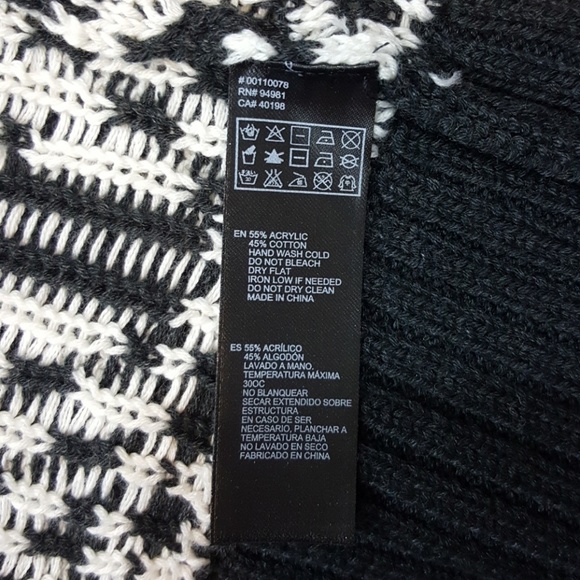 # 00110078
RN# 94981
CA# 40198
EN 55% ACRYLIC
45% COTTON
HAND WASH COLD
DO NOT BLEACH
DRY FLAT
IRON LOW IF NEEDED
DO NOT DRY CLEAN
MADE IN CHINA
ES 55% ACRÍLICO
45% ALGODÓN
LAVADO A MANO.
TEMPERATURA MÁXIMA
30OC
NO BLANQUEAR
SECAR EXTENDIDO SOBRE
ESTRUCTURA
EN CASO DE SER
NECESARIO, PLANCHAR A
TEMPERATURA BAJA
NO LAVADO EN SECO
FABRICADO EN CHINA